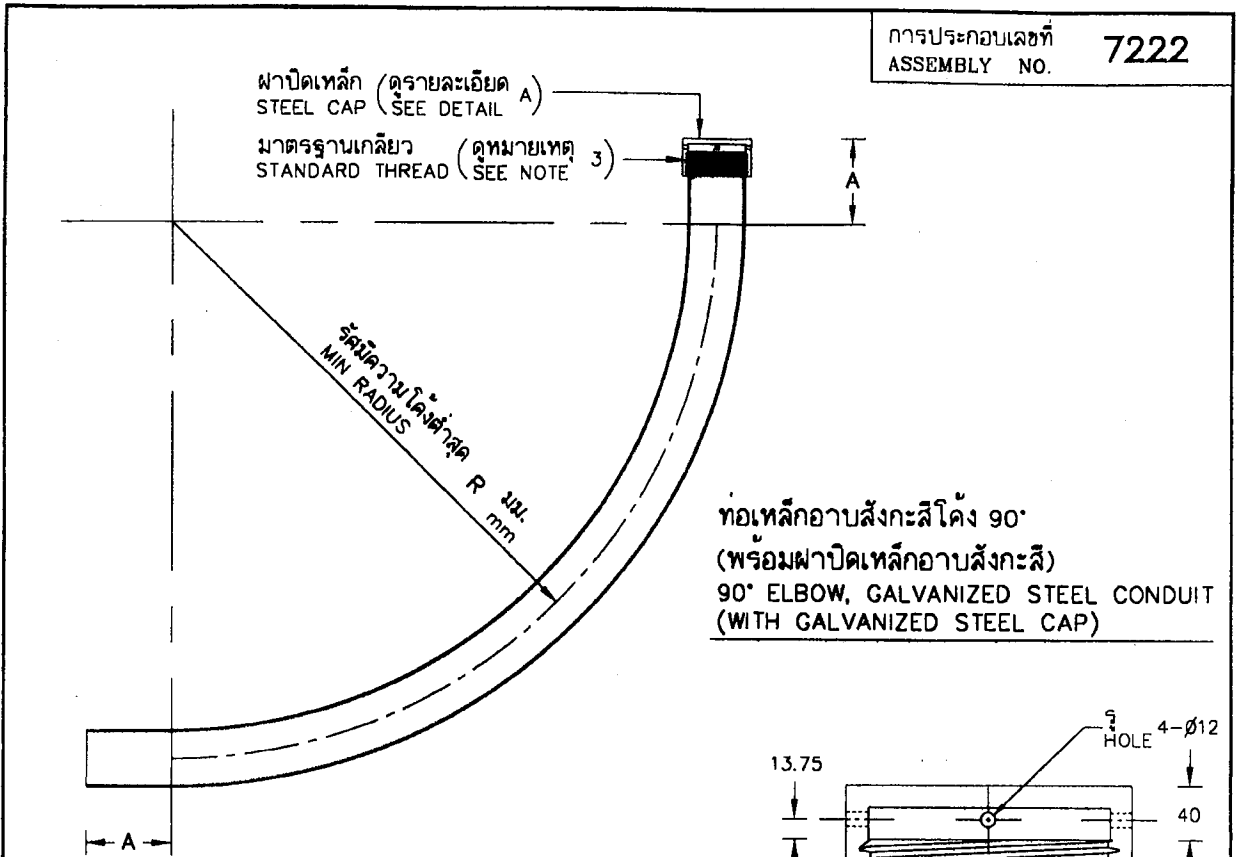 การประกอบเลขที่
ASSEMBLY NO.
7222
ฝาปิดเหล็ก (ดูรายละเอียด A)
STEEL CAP (SEE DETAIL A)
มาตรฐานเกลียว (ดูหมายเหตุ 3)
STANDARD THREAD (SEE NOTE 3)
A
รัศมีความโค้งต่ำสุด R มม.
MIN RADIUS R mm
ท่อเหล็กอาบสังกะสีโค้ง 90°
(พร้อมฝาปิดเหล็กอาบสังกะสี)
90° ELBOW, GALVANIZED STEEL CONDUIT
(WITH GALVANIZED STEEL CAP)
รู
HOLE 4-Ø12
13.75
40
A